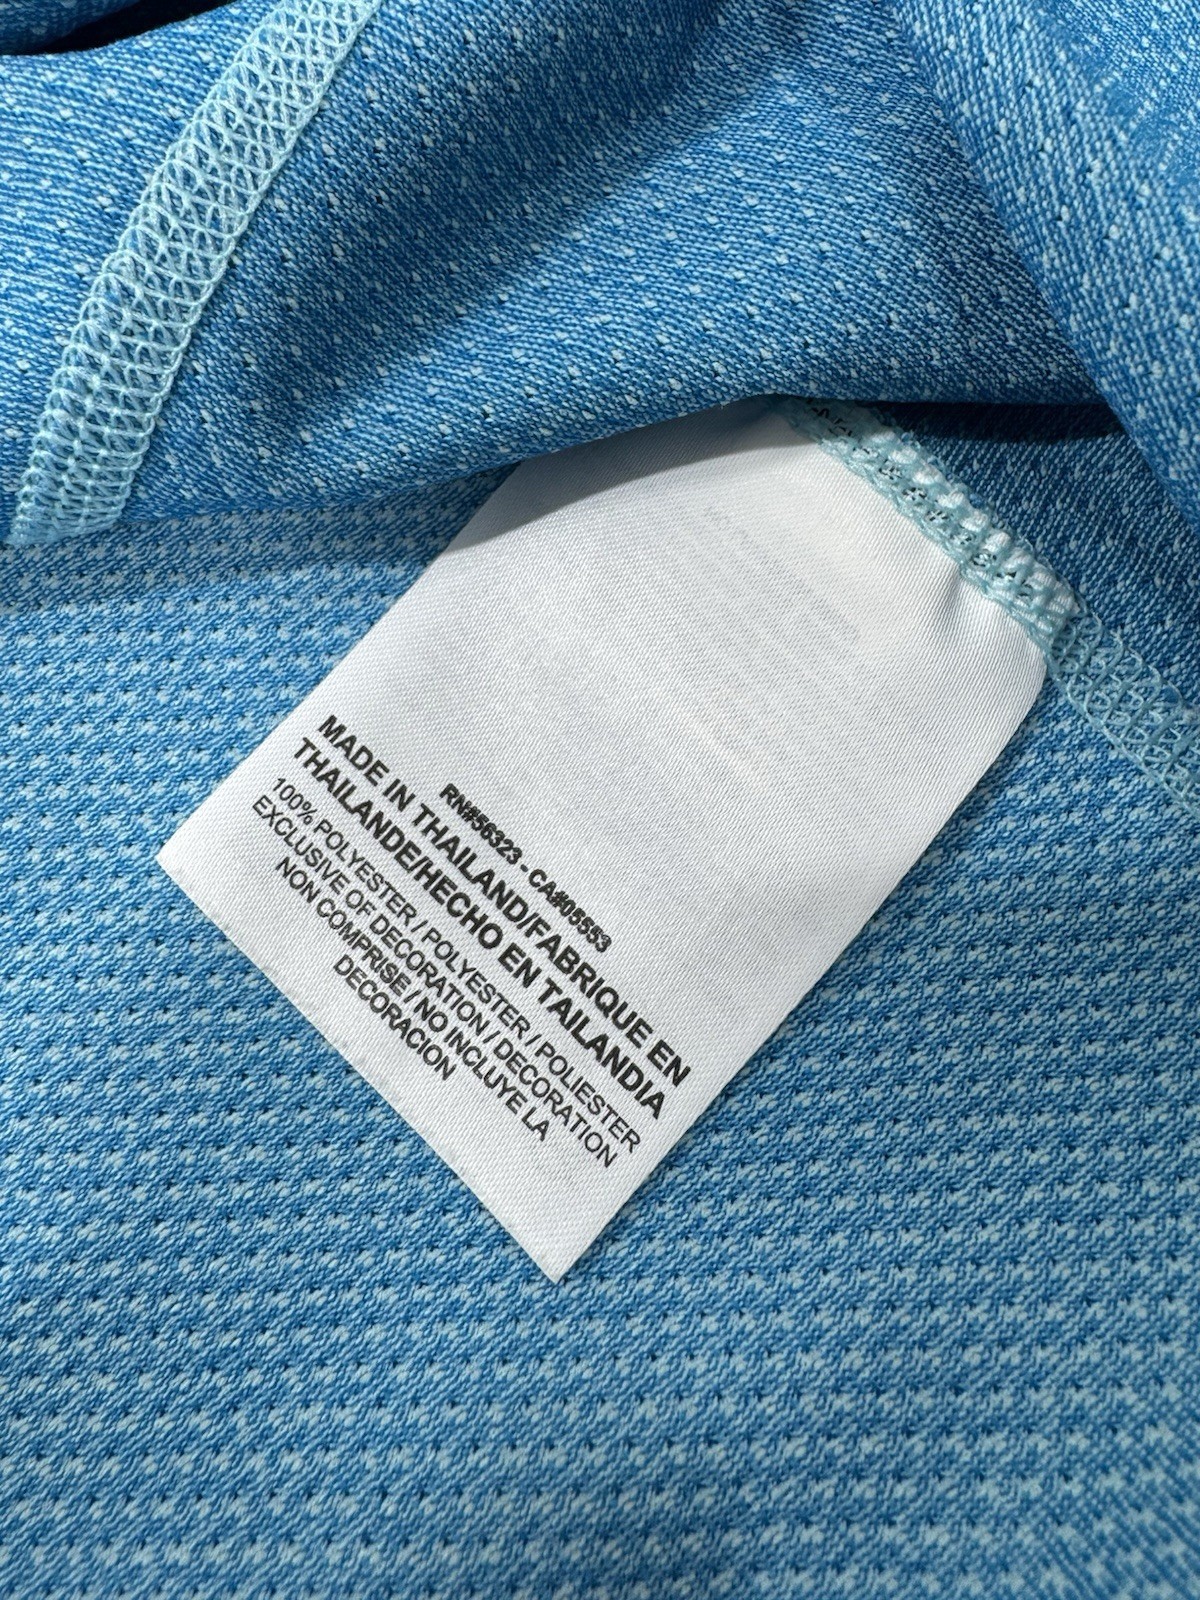 RN#56323 - CA#05553
MADE IN THAILAND/FABRIQUE EN
THAILANDE/HECHO EN TAILANDIA
100% POLYESTER / POLYESTER / POLIESTER
EXCLUSIVE OF DECORATION / DECORATION
NON COMPRISE / NO INCLUYE LA
DECORACION